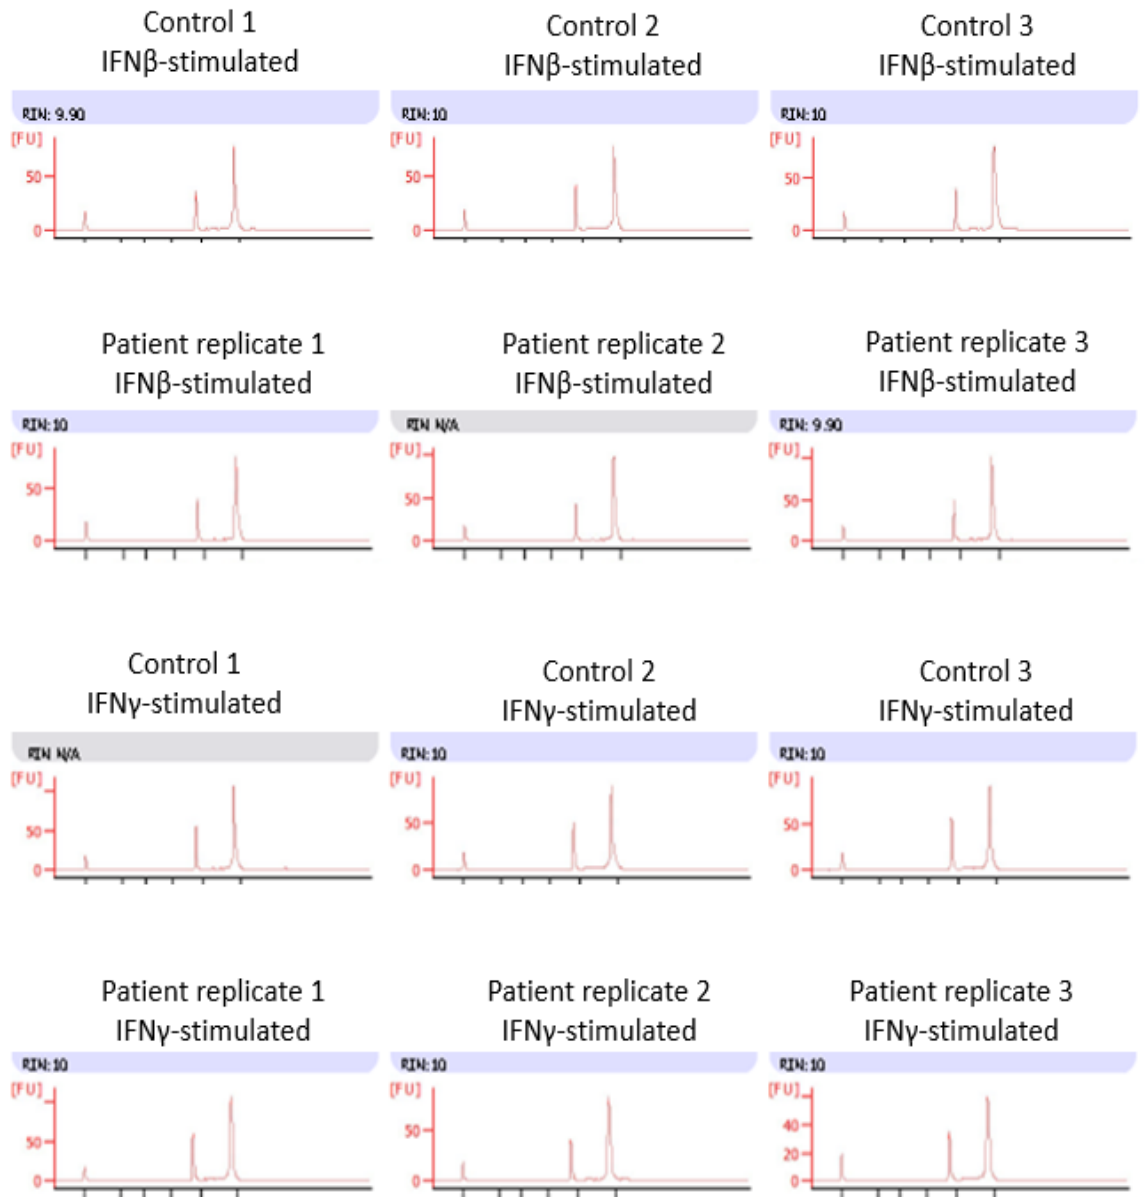 Control 1
IFNβ-stimulated
Control 2
IFNβ-stimulated
Control 3
IFNβ-stimulated
RIN: 9.90
RIN:10
RIN:10
[FU]
50
0
[FU]
50
0
[FU]
50
0
Patient replicate 1
IFNβ-stimulated
Patient replicate 2
IFNβ-stimulated
Patient replicate 3
IFNβ-stimulated
RIN:10
RIN N/A
RIN: 9.90
[FU]
50
0
[FU]
50
0
[FU]
50
0
Control 1
IFNγ-stimulated
Control 2
IFNγ-stimulated
Control 3
IFNγ-stimulated
RIN N/A
RIN:10
RIN:10
[FU]
50
0
[FU]
50
0
[FU]
50
0
Patient replicate 1
IFNγ-stimulated
Patient replicate 2
IFNγ-stimulated
Patient replicate 3
IFNγ-stimulated
RIN:10
RIN:10
RIN:10
[FU]
50
0
[FU]
50
0
[FU]
40
20
0